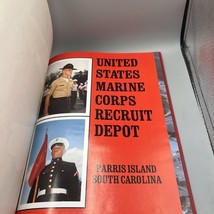 UNITED
STATES
MARINE
CORPS
RECRUIT
DEPOT
PARRIS ISLAND
SOUTH CAROLINA